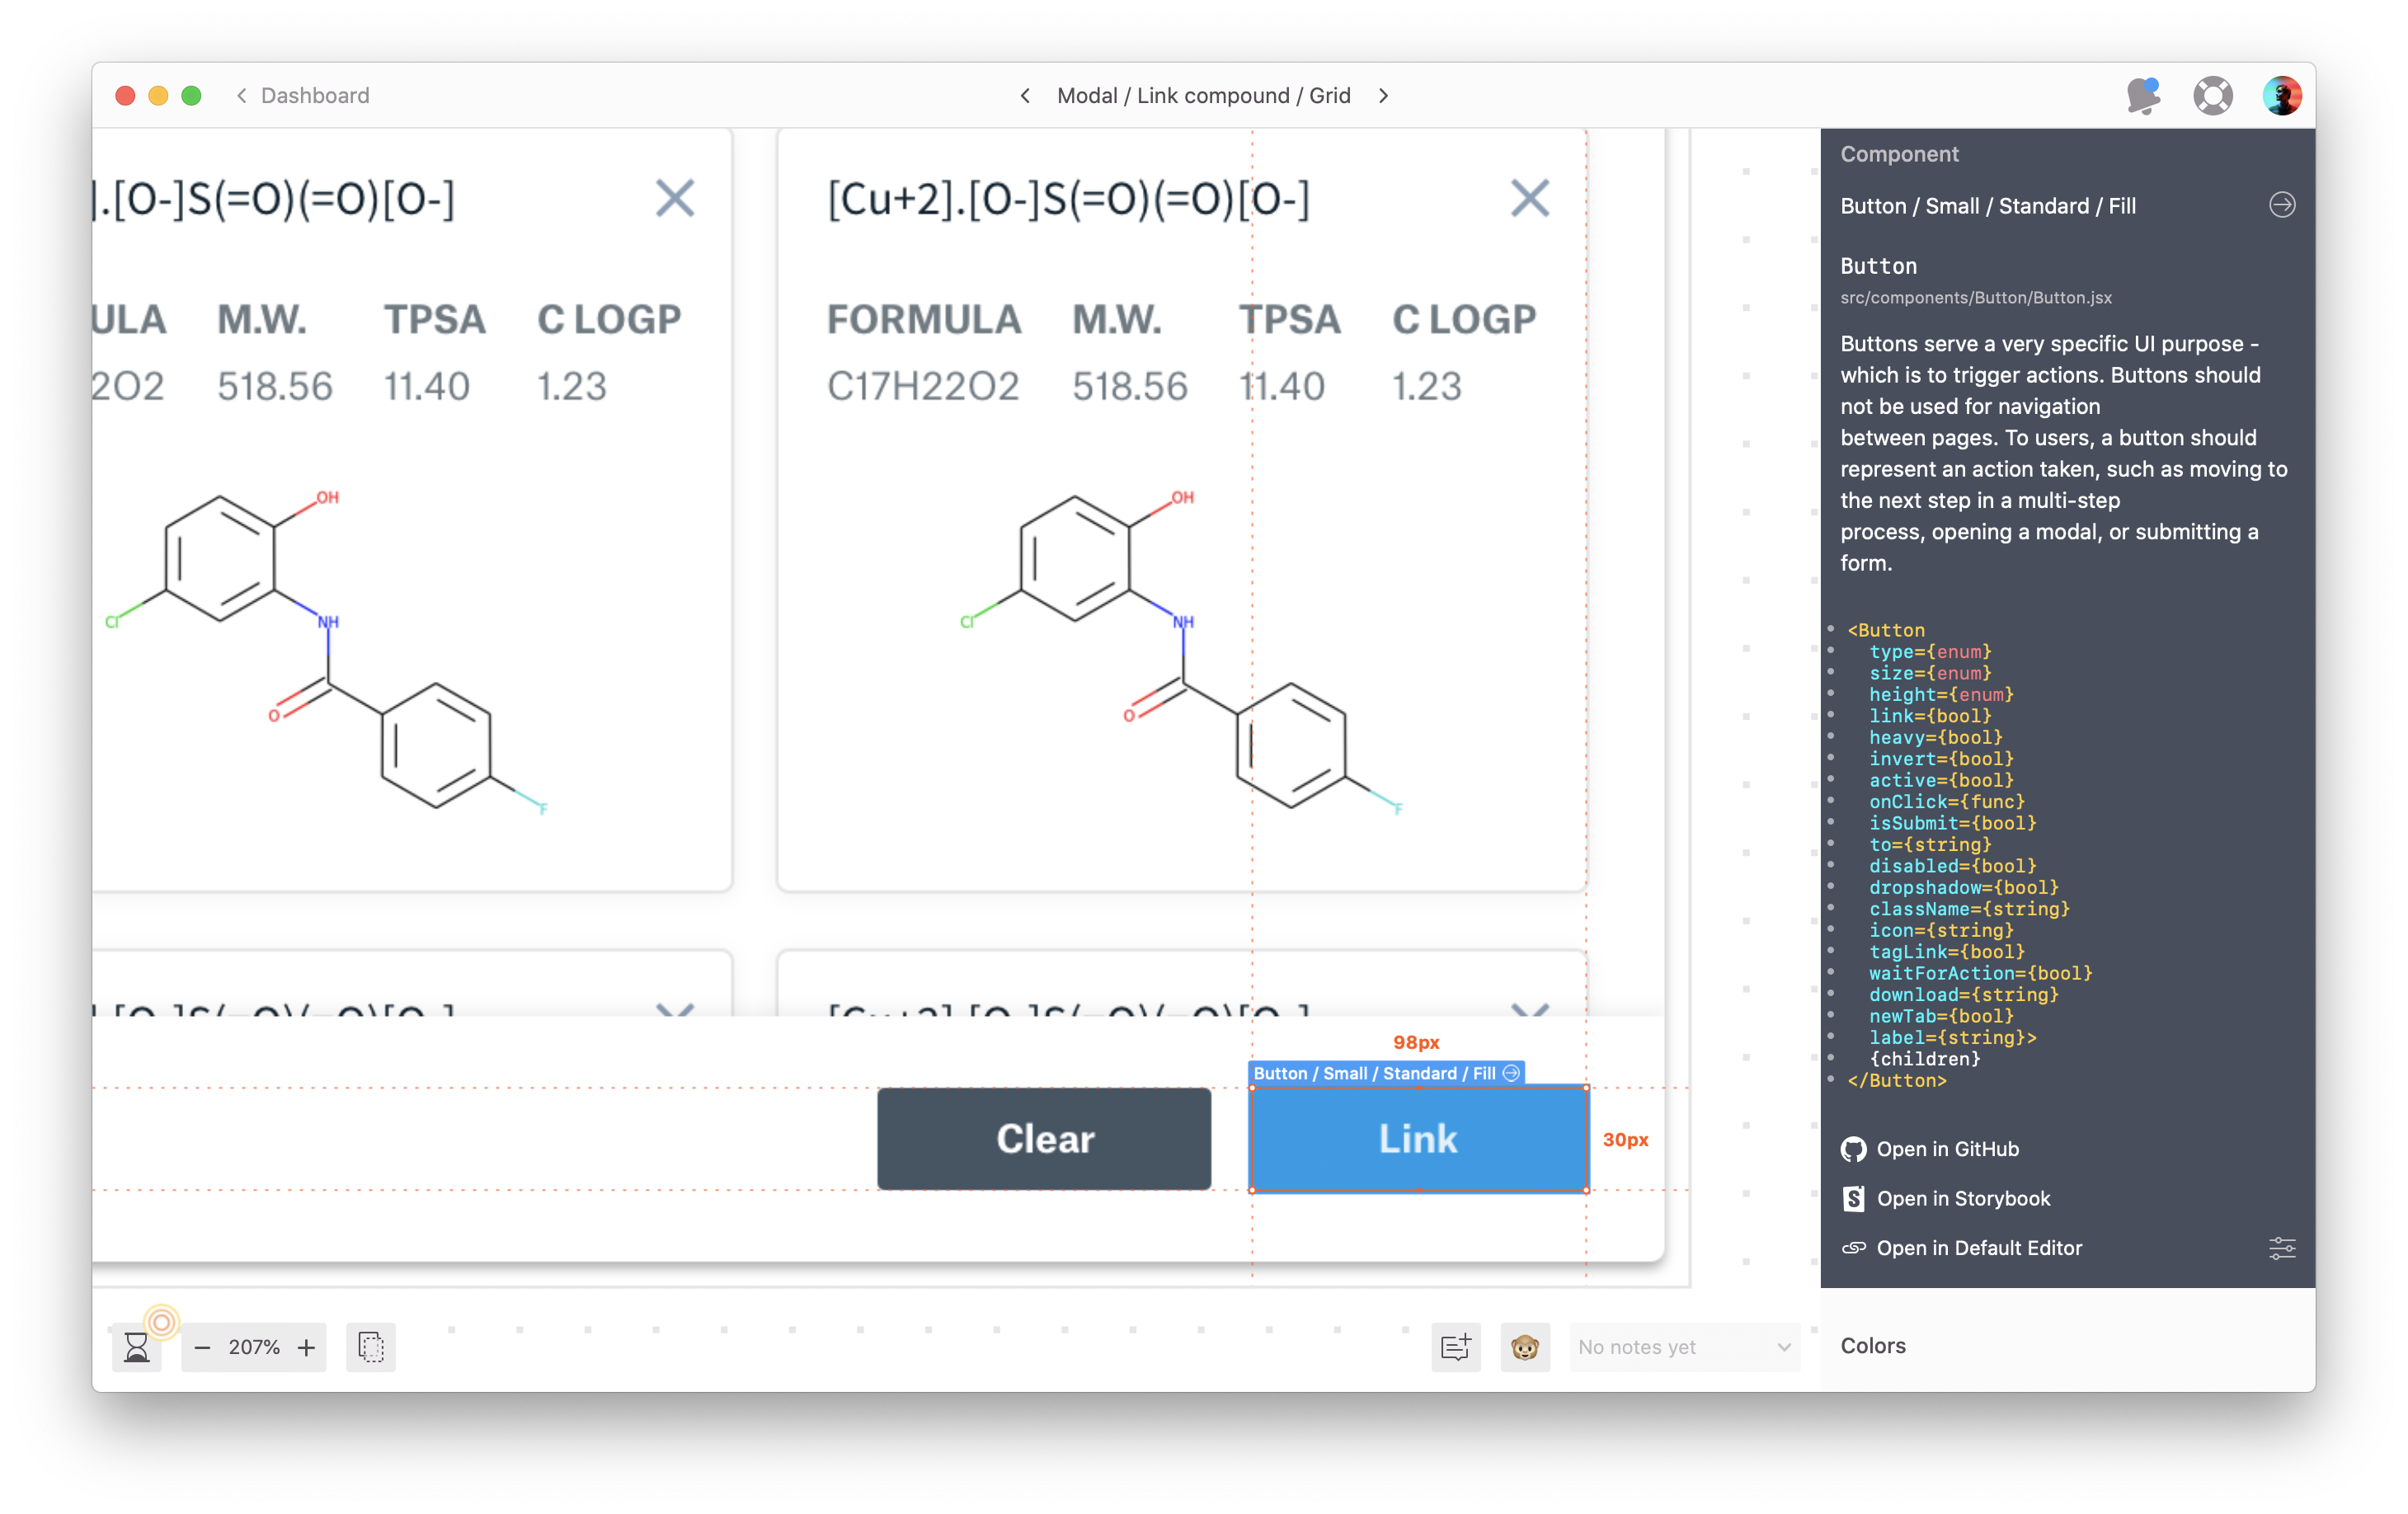 Dashboard
Modal / Link compound / Grid
].[O-]S(=O)(=O)[O-]
ULA M.W. TPSA C LOGP
2O2 518.56 11.40 1.23
OH
Cl
NH
O
F
[Cu+2].[O-]S(=O)(=O)[O-]
FORMULA M.W. TPSA C LOGP
C17H22O2 518.56 11.40 1.23
OH
Cl
NH
O
F
[O-]S(=O)(=O)[O-]
[Cu+2].[O-]S(=O)(=O)[O-]
98px
Button / Small / Standard / Fill
Clear
Link
30px
207%
No notes yet
Component
Button / Small / Standard / Fill
Button
src/components/Button/Button.jsx
Buttons serve a very specific UI purpose -
which is to trigger actions. Buttons should
not be used for navigation
between pages. To users, a button should
represent an action taken, such as moving to
the next step in a multi-step
process, opening a modal, or submitting a
form.
<Button
type={enum}
size={enum}
height={enum}
link={bool}
heavy={bool}
invert={bool}
active={bool}
onClick={func}
isSubmit={bool}
to={string}
disabled={bool}
dropshadow={bool}
className={string}
icon={string}
tagLink={bool}
waitForAction={bool}
download={string}
newTab={bool}
label={string}>
{children}
</Button>
Open in GitHub
Open in Storybook
Open in Default Editor
Colors